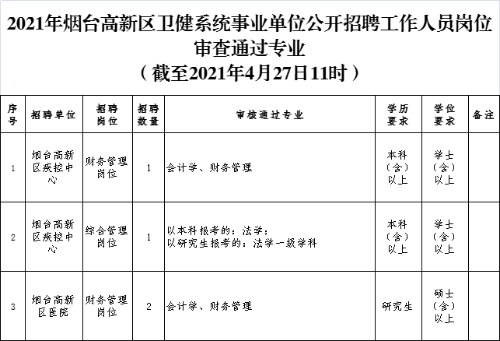 2021年烟台高新区卫健系统事业单位公开招聘工作人员岗位
审查通过专业
（截至2021年4月27日11时）
序号 招聘单位 招聘岗位 招聘数量 审核通过专业 学历要求 学位要求 备注
1 烟台高新区疾控中心 财务管理岗位 1 会计学、财务管理 本科（含）以上 学士（含）以上
2 烟台高新区疾控中心 综合管理岗位 1 以本科报考的：法学；
以研究生报考的：法学一级学科 本科（含）以上 学士（含）以上
3 烟台高新区医院 财务管理岗位 2 会计学、财务管理 研究生 硕士（含）以上